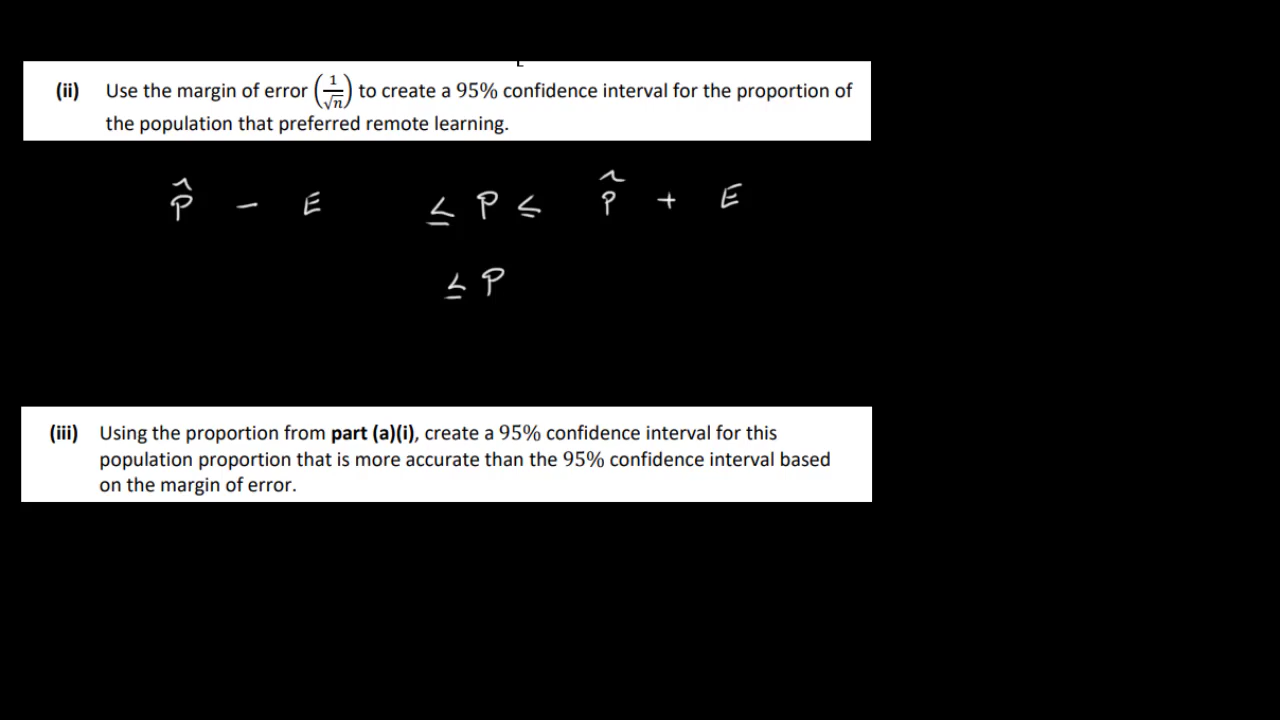 (ii) Use the margin of error (1/√n) to create a 95% confidence interval for the proportion of
the population that preferred remote learning.
p̂ - E ≤ P ≤ p̂ + E
≤ P
(iii) Using the proportion from part (a)(i), create a 95% confidence interval for this
population proportion that is more accurate than the 95% confidence interval based
on the margin of error.